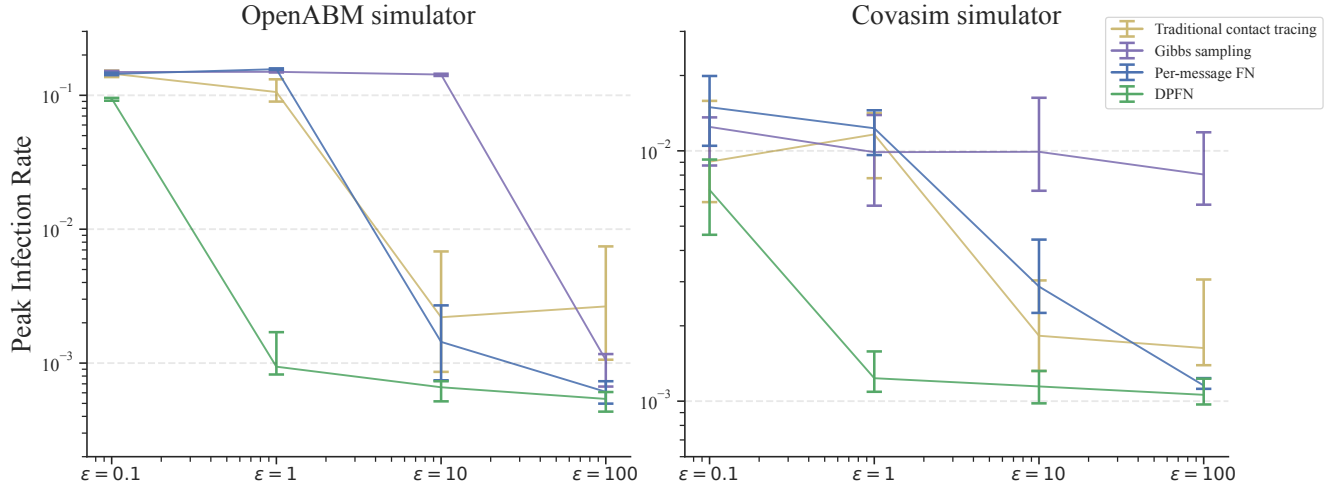 OpenABM simulator
Covasim simulator
Traditional contact tracing
Gibbs sampling
Per-message FN
DPFN
Peak Infection Rate
10⁻¹
10⁻²
10⁻³
10⁻²
10⁻³
ε = 0.1
ε = 1
ε = 10
ε = 100
ε = 0.1
ε = 1
ε = 10
ε = 100